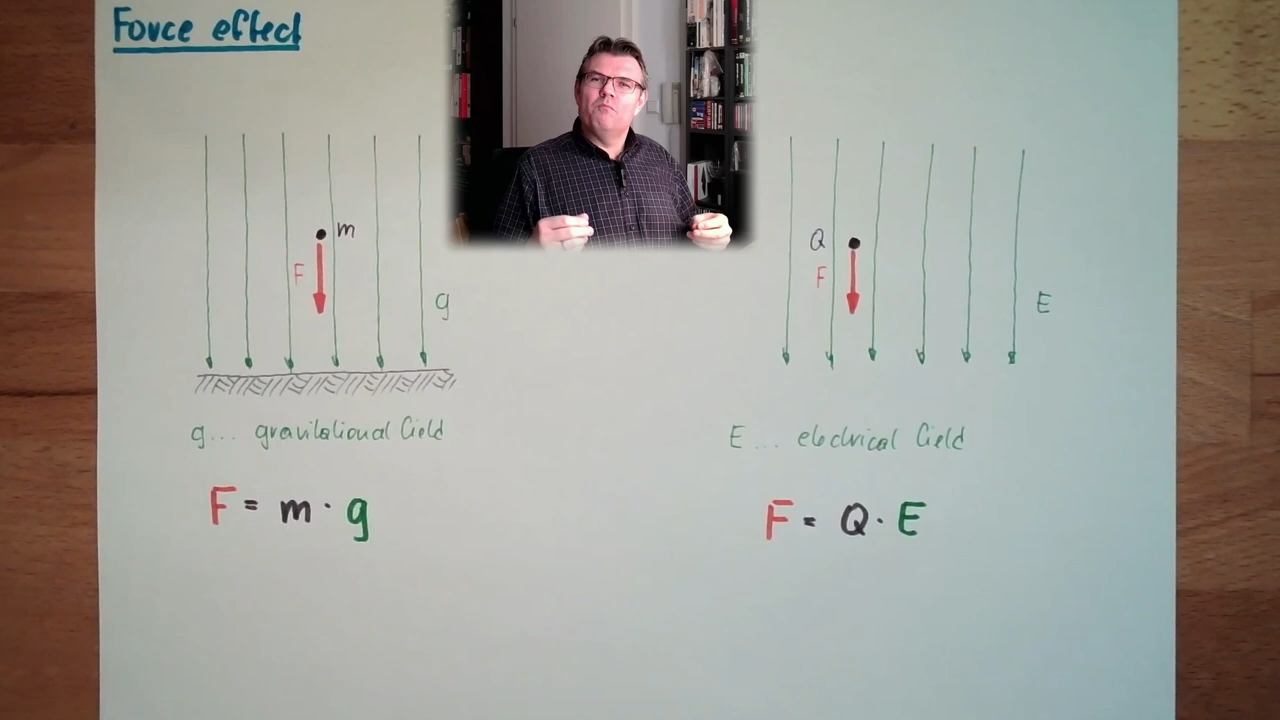 Force effect
m
F
g
g... gravitational field
F = m · g
Q
F
E
E ... electrical field
F = Q · E